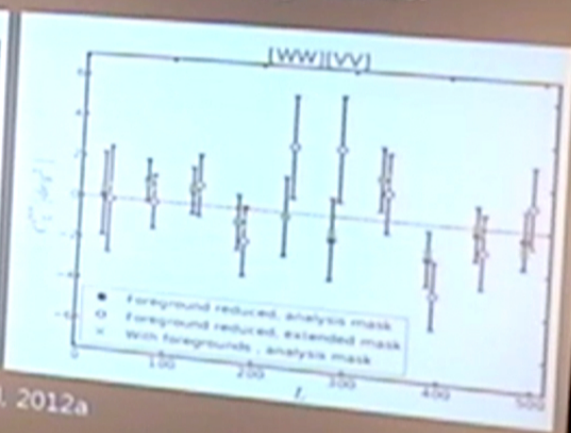 [WW][VV]
Foreground reduced, analysis mask
Foreground reduced, extended mask
With foregrounds, analysis mask
0 100 200 300 400 500
L
l, 2012a